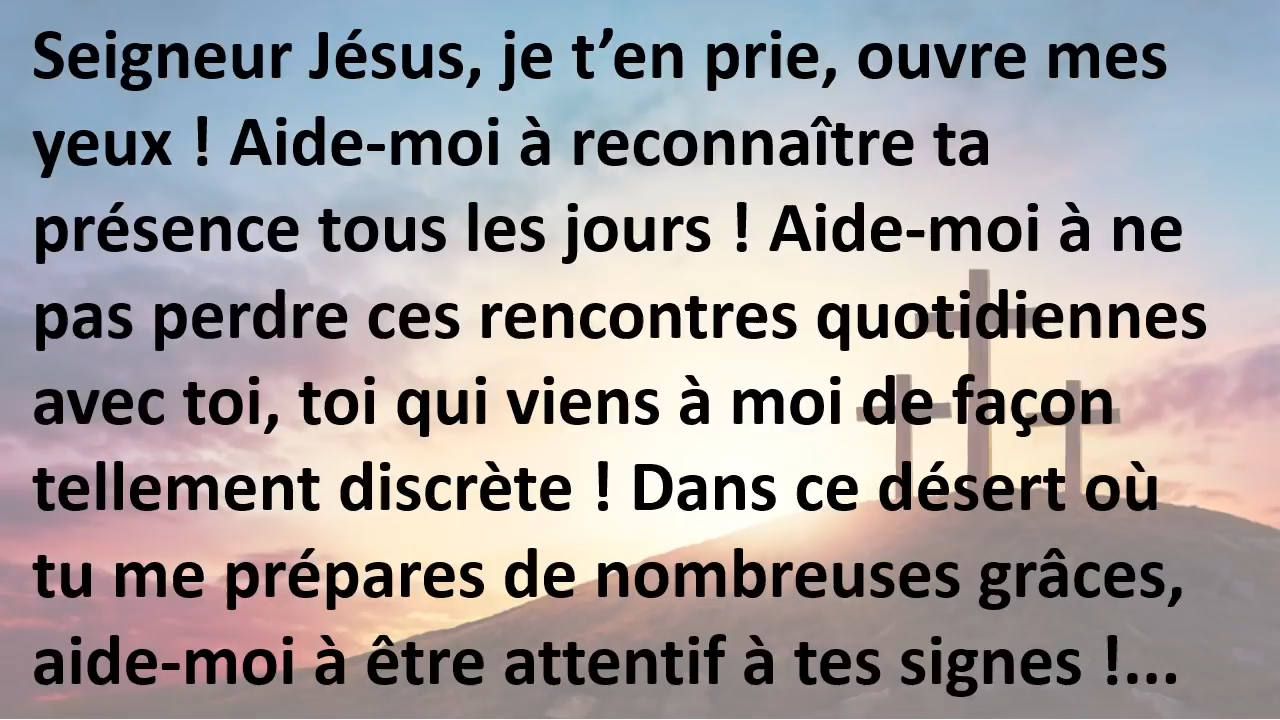 Seigneur Jésus, je t’en prie, ouvre mes
yeux ! Aide-moi à reconnaître ta
présence tous les jours ! Aide-moi à ne
pas perdre ces rencontres quotidiennes
avec toi, toi qui viens à moi de façon
tellement discrète ! Dans ce désert où
tu me prépares de nombreuses grâces,
aide-moi à être attentif à tes signes !...